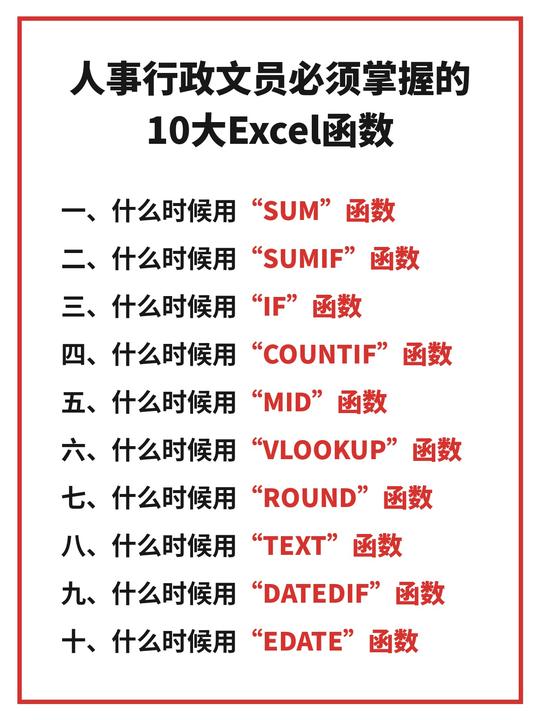 人事行政文员必须掌握的
10大Excel函数
一、什么时候用“SUM”函数
二、什么时候用“SUMIF”函数
三、什么时候用“IF”函数
四、什么时候用“COUNTIF”函数
五、什么时候用“MID”函数
六、什么时候用“VLOOKUP”函数
七、什么时候用“ROUND”函数
八、什么时候用“TEXT”函数
九、什么时候用“DATEDIF”函数
十、什么时候用“EDATE”函数